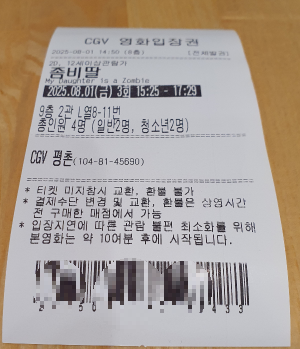 CGV 영화입장권
2025-08-01 14:50 (9층) (전체발권)
2D, 12세이상관람가
좀비딸
My Daughter is a Zombie
2025.08.01(금) 3회 15:25 - 17:29
9층 2관 L열8-11번
총인원 4명 (일반2명, 청소년2명)
CGV 평촌 (104-81-45690)
* 티켓 미지참시 교환, 환불 불가
* 결제수단 변경 및 교환, 환불은 상영시간
전 구매한 매점에서 가능
* 입장지연에 따른 관람 불편 최소화를 위해
본영화는 약 10여분 후에 시작됩니다.